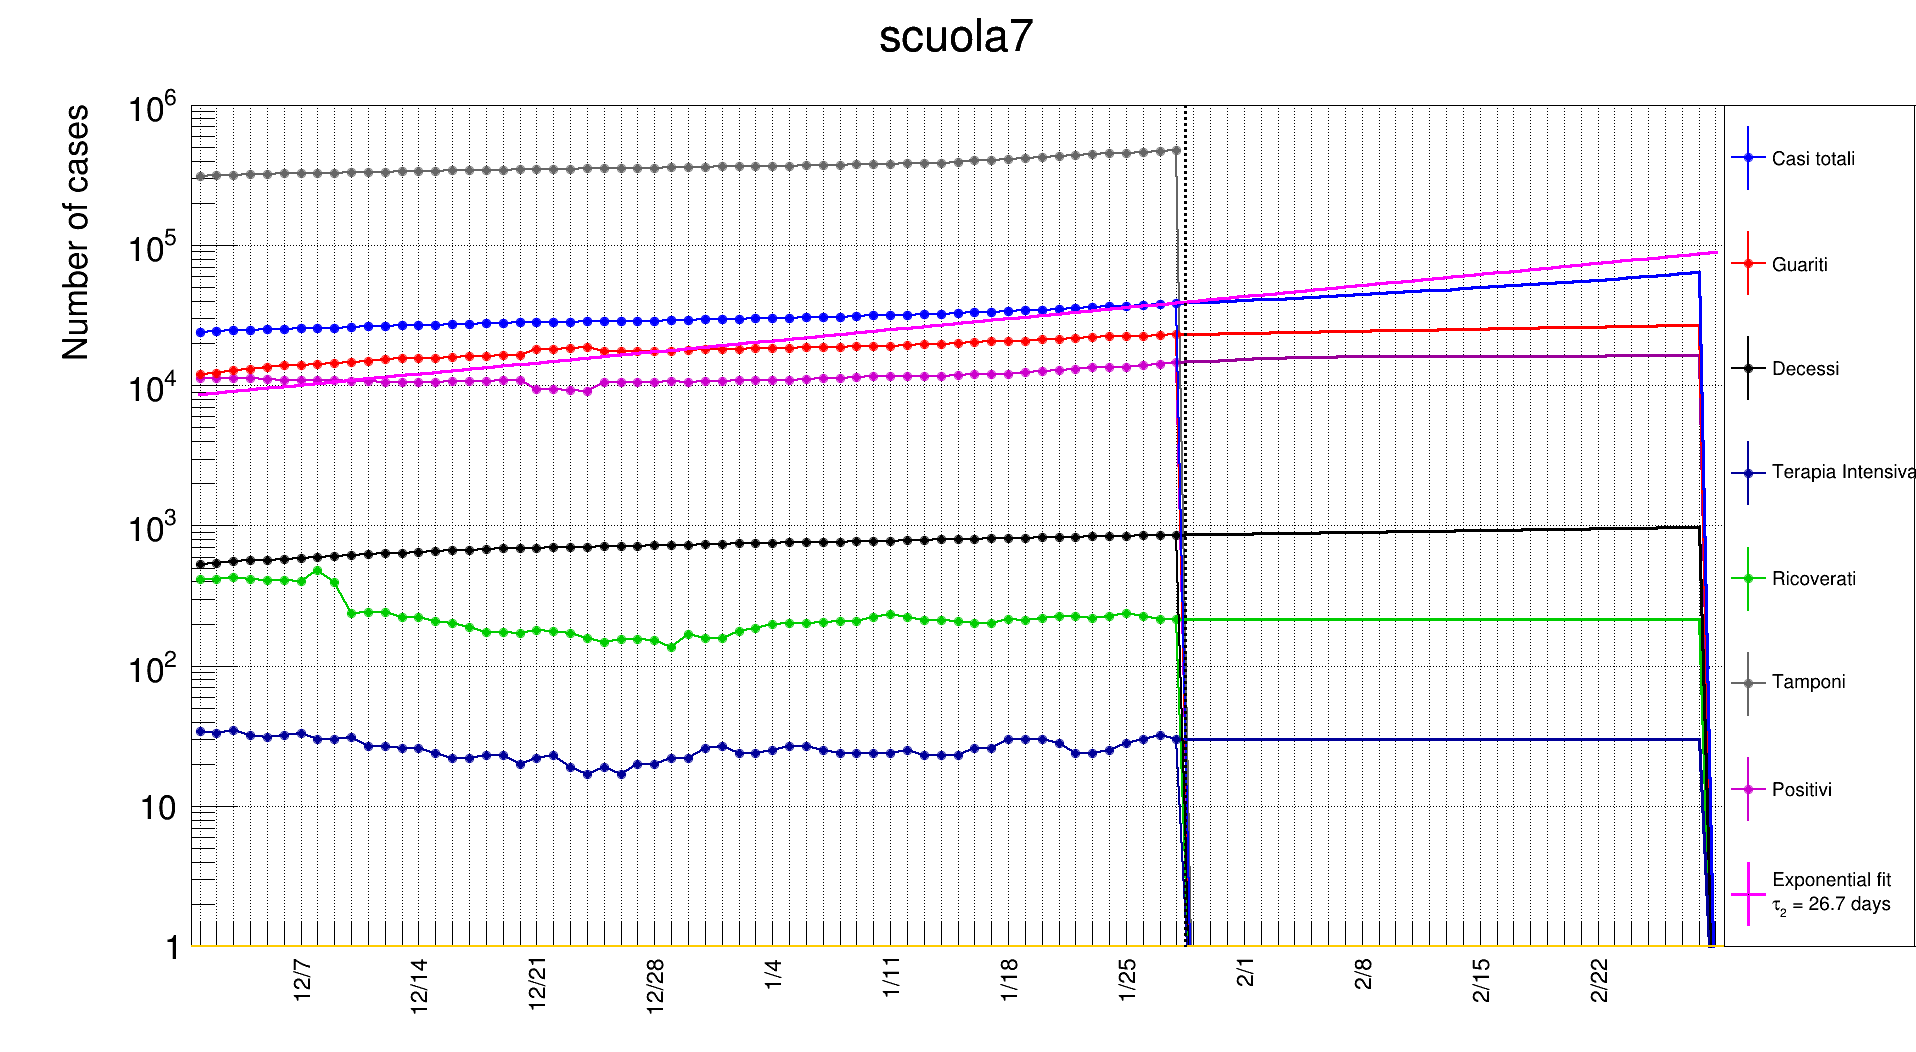 scuola7
Number of cases
10^6
10^5
10^4
10^3
10^2
10
1
12/7
12/14
12/21
12/28
1/4
1/11
1/18
1/25
2/1
2/8
2/15
2/22
Casi totali
Guariti
Decessi
Terapia Intensiva
Ricoverati
Tamponi
Positivi
Exponential fit
τ₂ = 26.7 days